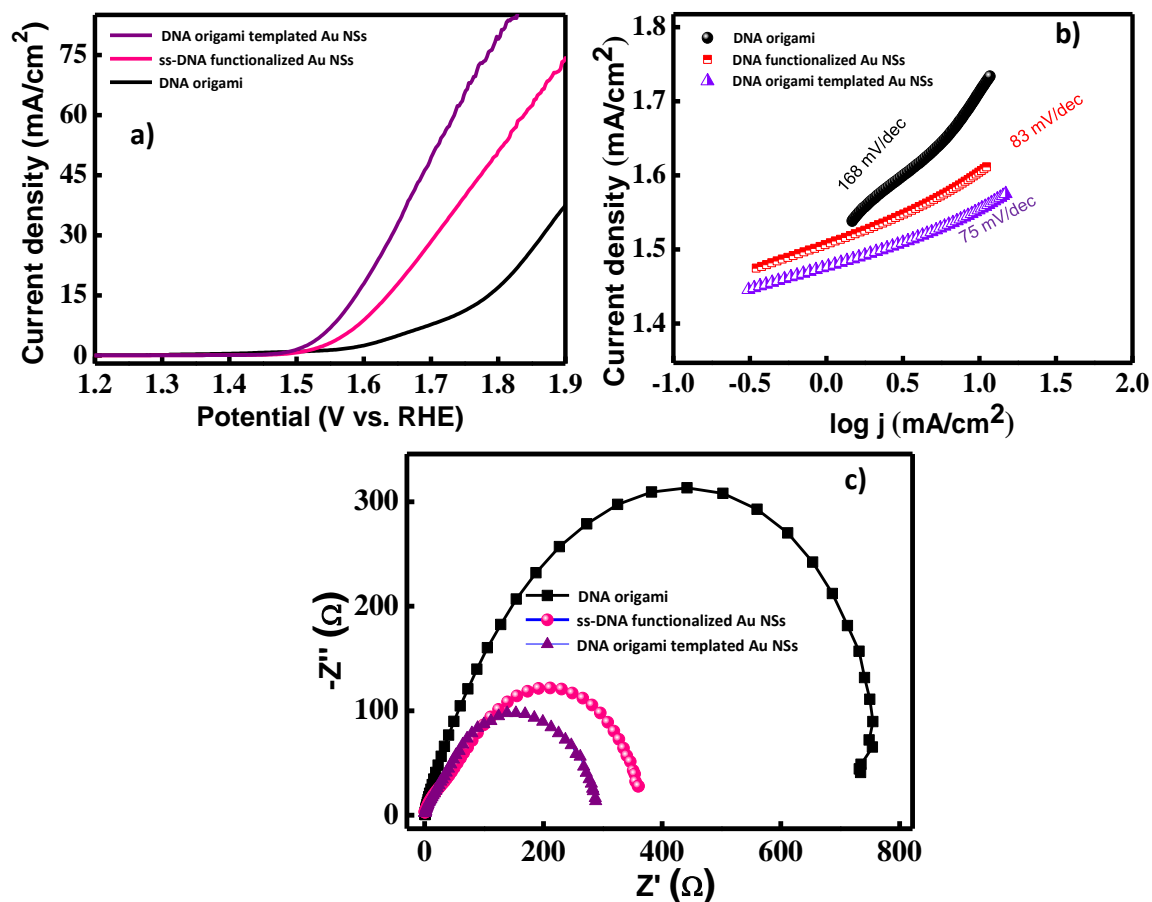 DNA origami templated Au NSs
ss-DNA functionalized Au NSs
DNA origami
a)
75
60
45
30
15
0
Current density (mA/cm²)
1.2 1.3 1.4 1.5 1.6 1.7 1.8 1.9
Potential (V vs. RHE)
b)
DNA origami
DNA functionalized Au NSs
DNA origami templated Au NSs
168 mV/dec
83 mV/dec
75 mV/dec
1.8
1.7
1.6
1.5
1.4
Current density (mA/cm²)
-1.0 -0.5 0.0 0.5 1.0 1.5 2.0
log j (mA/cm²)
c)
DNA origami
ss-DNA functionalized Au NSs
DNA origami templated Au NSs
300
200
100
0
-Z'' (Ω)
0 200 400 600 800
Z' (Ω)